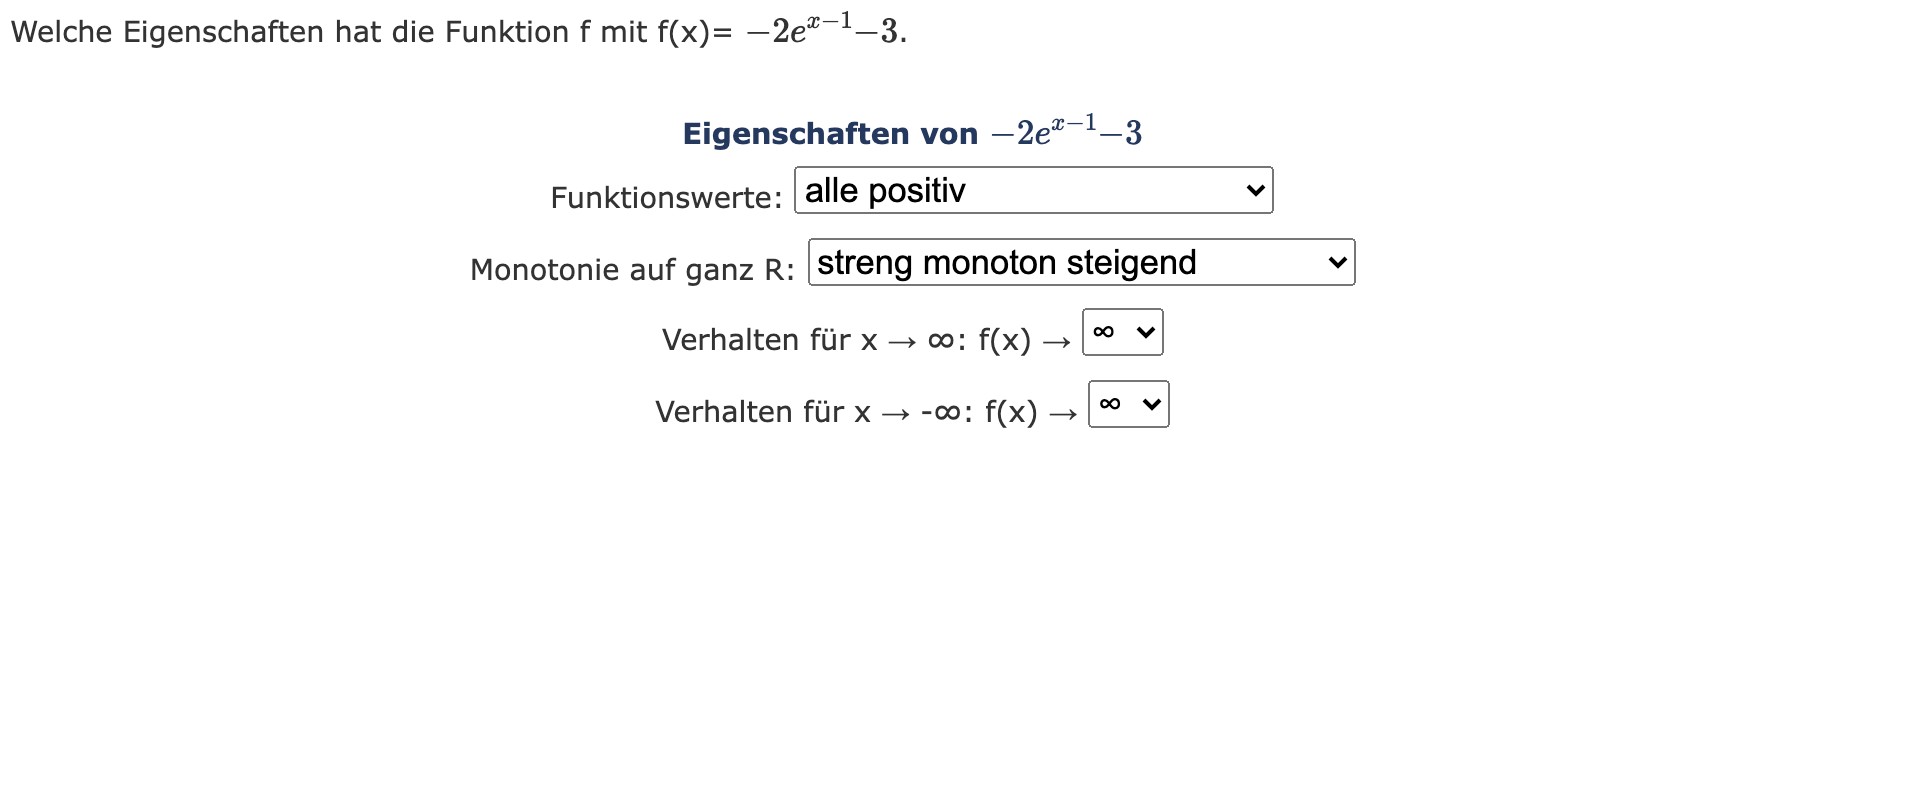 Welche Eigenschaften hat die Funktion f mit f(x)= $-2e^{x-1}-3$.
Eigenschaften von $-2e^{x-1}-3$
Funktionswerte: alle positiv
Monotonie auf ganz R: streng monoton steigend
Verhalten für x → ∞: f(x) → ∞
Verhalten für x → -∞: f(x) → ∞